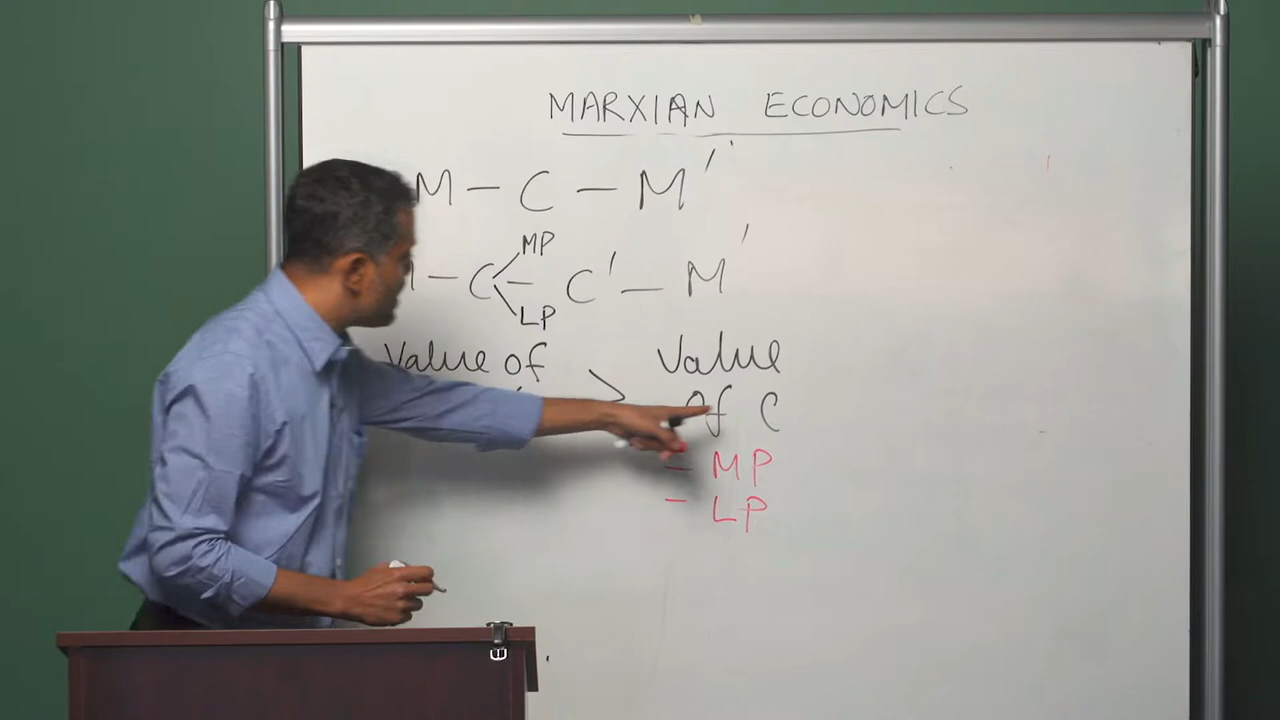 MARXIAN ECONOMICS
M — C — M'
MP
— C < — C' — M'
LP
Value of > Value
of C
- MP
- LP